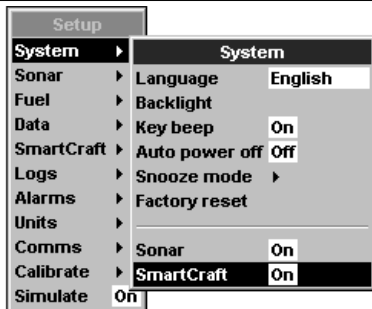 Setup
System
Sonar
Fuel
Data
SmartCraft
Logs
Alarms
Units
Comms
Calibrate
Simulate On
System
Language English
Backlight
Key beep On
Auto power off Off
Snooze mode
Factory reset
Sonar On
SmartCraft On